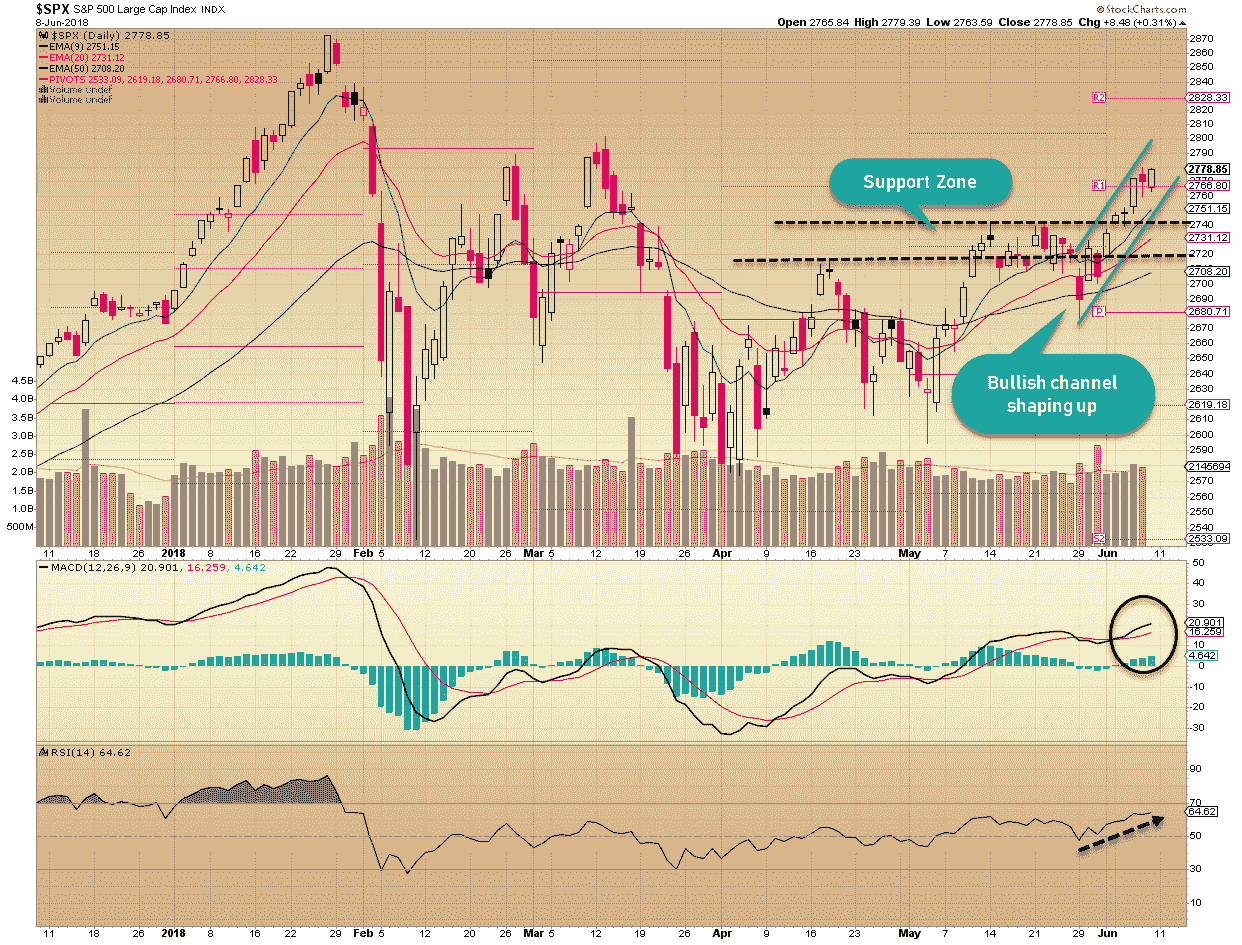 $SPX S&P 500 Large Cap Index INDX
© StockCharts.com
8-Jun-2018
Open 2765.84 High 2779.39 Low 2763.59 Close 2778.85 Chg +8.48 (+0.31%)
$SPX (Daily) 2778.85
EMA(9) 2751.15
EMA(20) 2731.12
EMA(50) 2708.20
PIVOTS 2533.09, 2619.18, 2680.71, 2766.80, 2828.33
Volume undef
Volume undef
2870
2860
2850
2840
2828.33
2820
2810
2800
2790
2778.85
2766.80
2760
2751.15
2740
2731.12
2720
2708.20
2700
2690
2680.71
2670
2660
2650
2640
2630
2619.18
2610
2600
2590
2145694
2570
2560
2550
2540
2533.09
R2
R1
P
S2
Support Zone
Bullish channel
shaping up
4.5B
4.0B
3.5B
3.0B
2.5B
2.0B
1.5B
1.0B
500M
11 18 26 2018 8 16 22 29 Feb 5 12 20 26 Mar 5 12 19 26 Apr 9 16 23 May 7 14 21 29 Jun 11
MACD(12,26,9) 20.901, 16.259, 4.642
50
40
30
20.901
16.259
10
4.642
0
-10
-20
-30
RSI(14) 64.62
90
70
64.62
50
30
10
11 18 26 2018 8 16 22 29 Feb 5 12 20 26 Mar 5 12 19 26 Apr 9 16 23 May 7 14 21 29 Jun 11